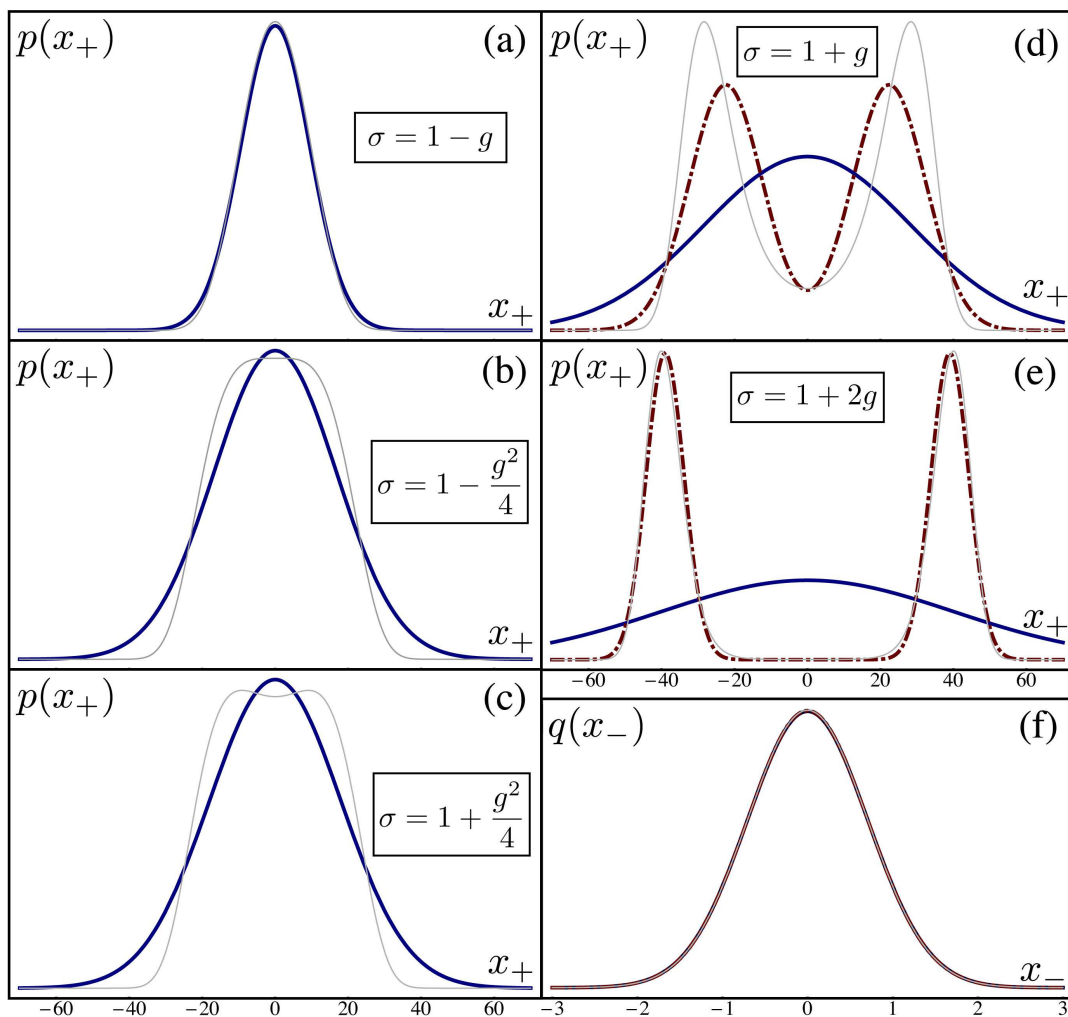 p(x₊) (a)
σ = 1 − g
x₊
p(x₊) (b)
σ = 1 − g²/4
x₊
p(x₊) (c)
σ = 1 + g²/4
x₊
−60 −40 −20 0 20 40 60
p(x₊) (d)
σ = 1 + g
x₊
p(x₊) (e)
σ = 1 + 2g
x₊
−60 −40 −20 0 20 40 60
q(x₋) (f)
x₋
−3 −2 −1 0 1 2 3